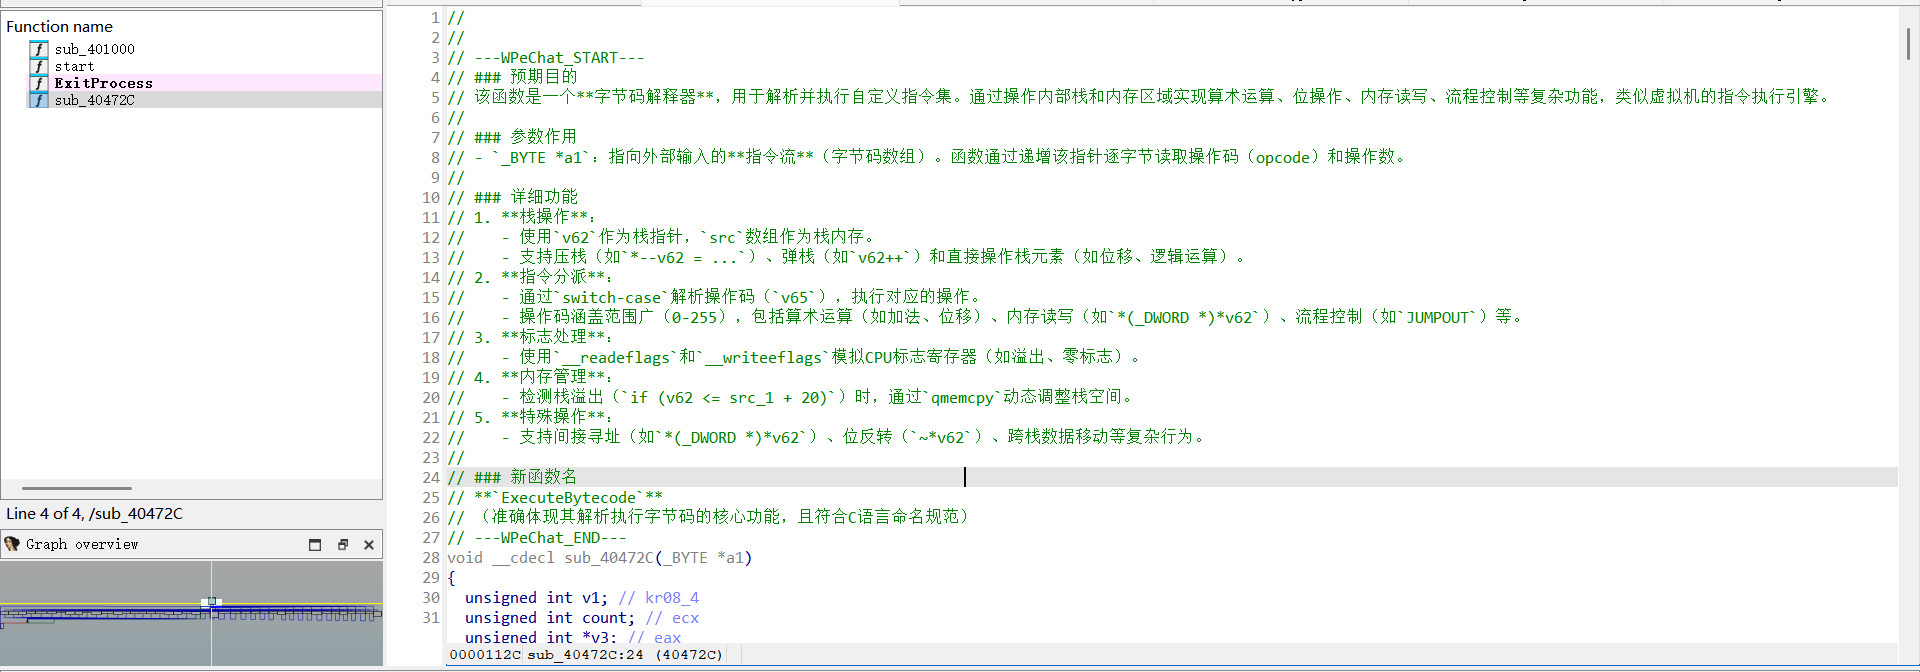 Function name
f sub_401000
f start
f ExitProcess
f sub_40472C
Line 4 of 4, /sub_40472C
Graph overview
1 //
2 //
3 // ---WPeChat_START---
4 // ### 预期目的
5 // 该函数是一个**字节码解释器**，用于解析并执行自定义指令集。通过操作内部栈和内存区域实现算术运算、位操作、内存读写、流程控制等复杂功能，类似虚拟机的指令执行引擎。
6 //
7 // ### 参数作用
8 // - `_BYTE *a1`：指向外部输入的**指令流**（字节码数组）。函数通过递增该指针逐字节读取操作码（opcode）和操作数。
9 //
10 // ### 详细功能
11 // 1. **栈操作**：
12 //    - 使用`v62`作为栈指针，`src`数组作为栈内存。
13 //    - 支持压栈（如`*--v62 = ...`）、弹栈（如`v62++`）和直接操作栈元素（如位移、逻辑运算）。
14 // 2. **指令分派**：
15 //    - 通过`switch-case`解析操作码（`v65`），执行对应的操作。
16 //    - 操作码涵盖范围广（0-255），包括算术运算（如加法、位移）、内存读写（如`*(_DWORD *)*v62`）、流程控制（如`JUMPOUT`）等。
17 // 3. **标志处理**：
18 //    - 使用`__readeflags`和`__writeeflags`模拟CPU标志寄存器（如溢出、零标志）。
19 // 4. **内存管理**：
20 //    - 检测栈溢出（`if (v62 <= src_1 + 20)`）时，通过`qmemcpy`动态调整栈空间。
21 // 5. **特殊操作**：
22 //    - 支持间接寻址（如`*(_DWORD *)*v62`）、位反转（`~*v62`）、跨栈数据移动等复杂行为。
23 //
24 // ### 新函数名
25 // **`ExecuteBytecode`**
26 // （准确体现其解析执行字节码的核心功能，且符合C语言命名规范）
27 // ---WPeChat_END---
28 void __cdecl sub_40472C(_BYTE *a1)
29 {
30   unsigned int v1; // kr08_4
31   unsigned int count; // ecx
unsigned int *v3; // eax
0000112C sub_40472C:24 (40472C)